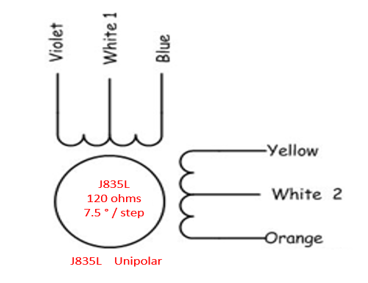 Violet
White 1
Blue
Yellow
White 2
Orange
J835L
120 ohms
7.5 ° / step
J835L Unipolar